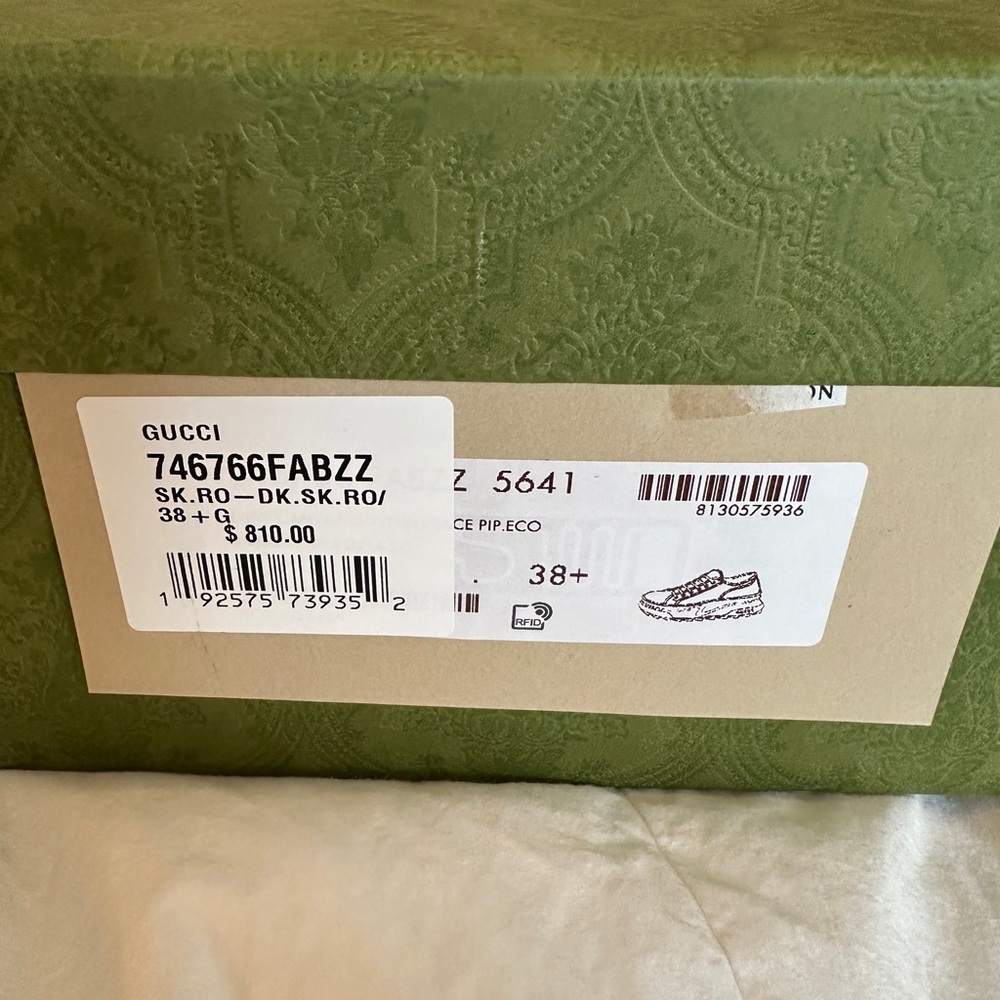 GUCCI
746766FABZZ
SK.RO—DK.SK.RO/
38+G
$ 810.00
1 92575 73935 2
Z 5641
8130575936
CE PIP.ECO
. 38+
RFID